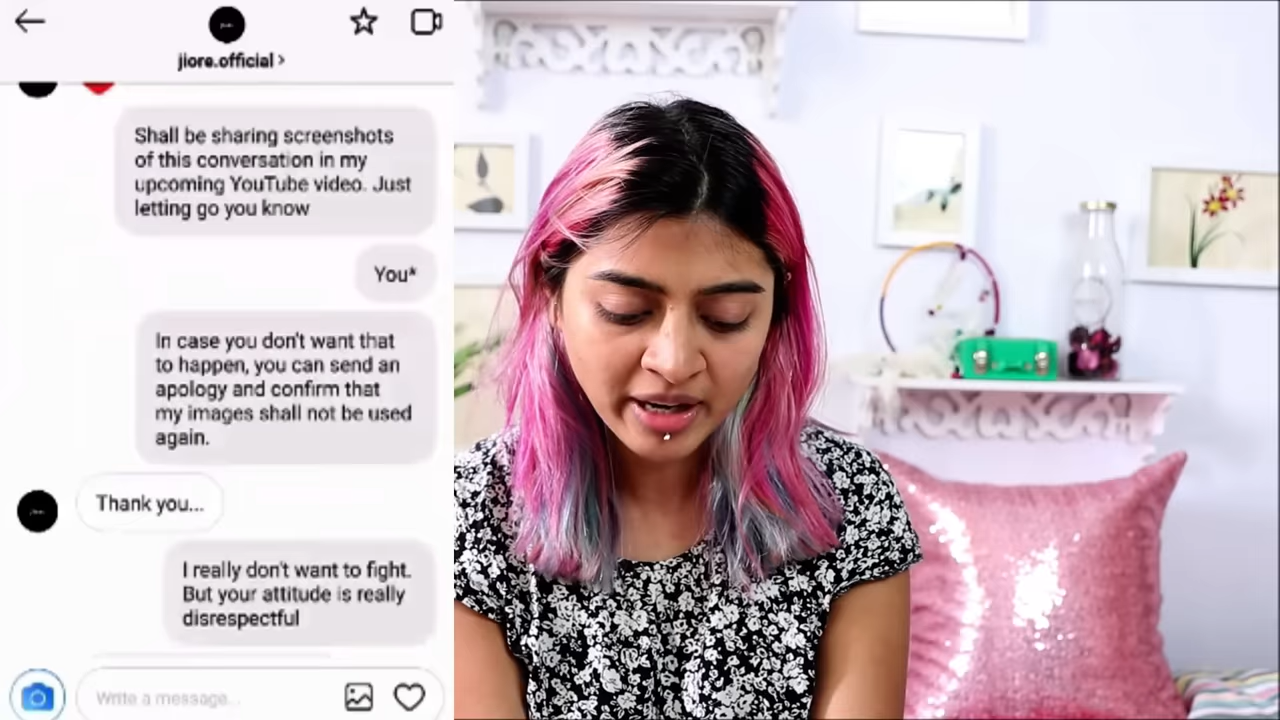 jiore.official >
Shall be sharing screenshots
of this conversation in my
upcoming YouTube video. Just
letting go you know
You*
In case you don't want that
to happen, you can send an
apology and confirm that
my images shall not be used
again.
Thank you...
I really don't want to fight.
But your attitude is really
disrespectful
Write a message...